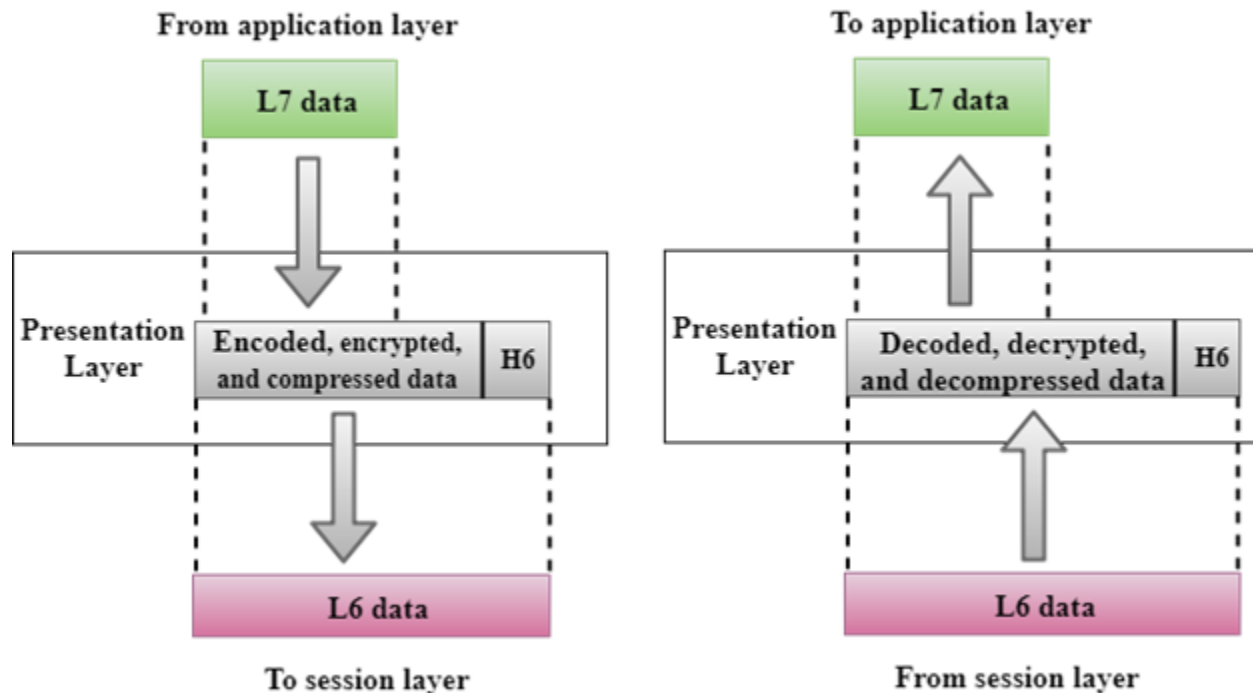 From application layer
L7 data
Presentation
Layer
Encoded, encrypted,
and compressed data
H6
L6 data
To session layer
To application layer
L7 data
Presentation
Layer
Decoded, decrypted,
and decompressed data
H6
L6 data
From session layer